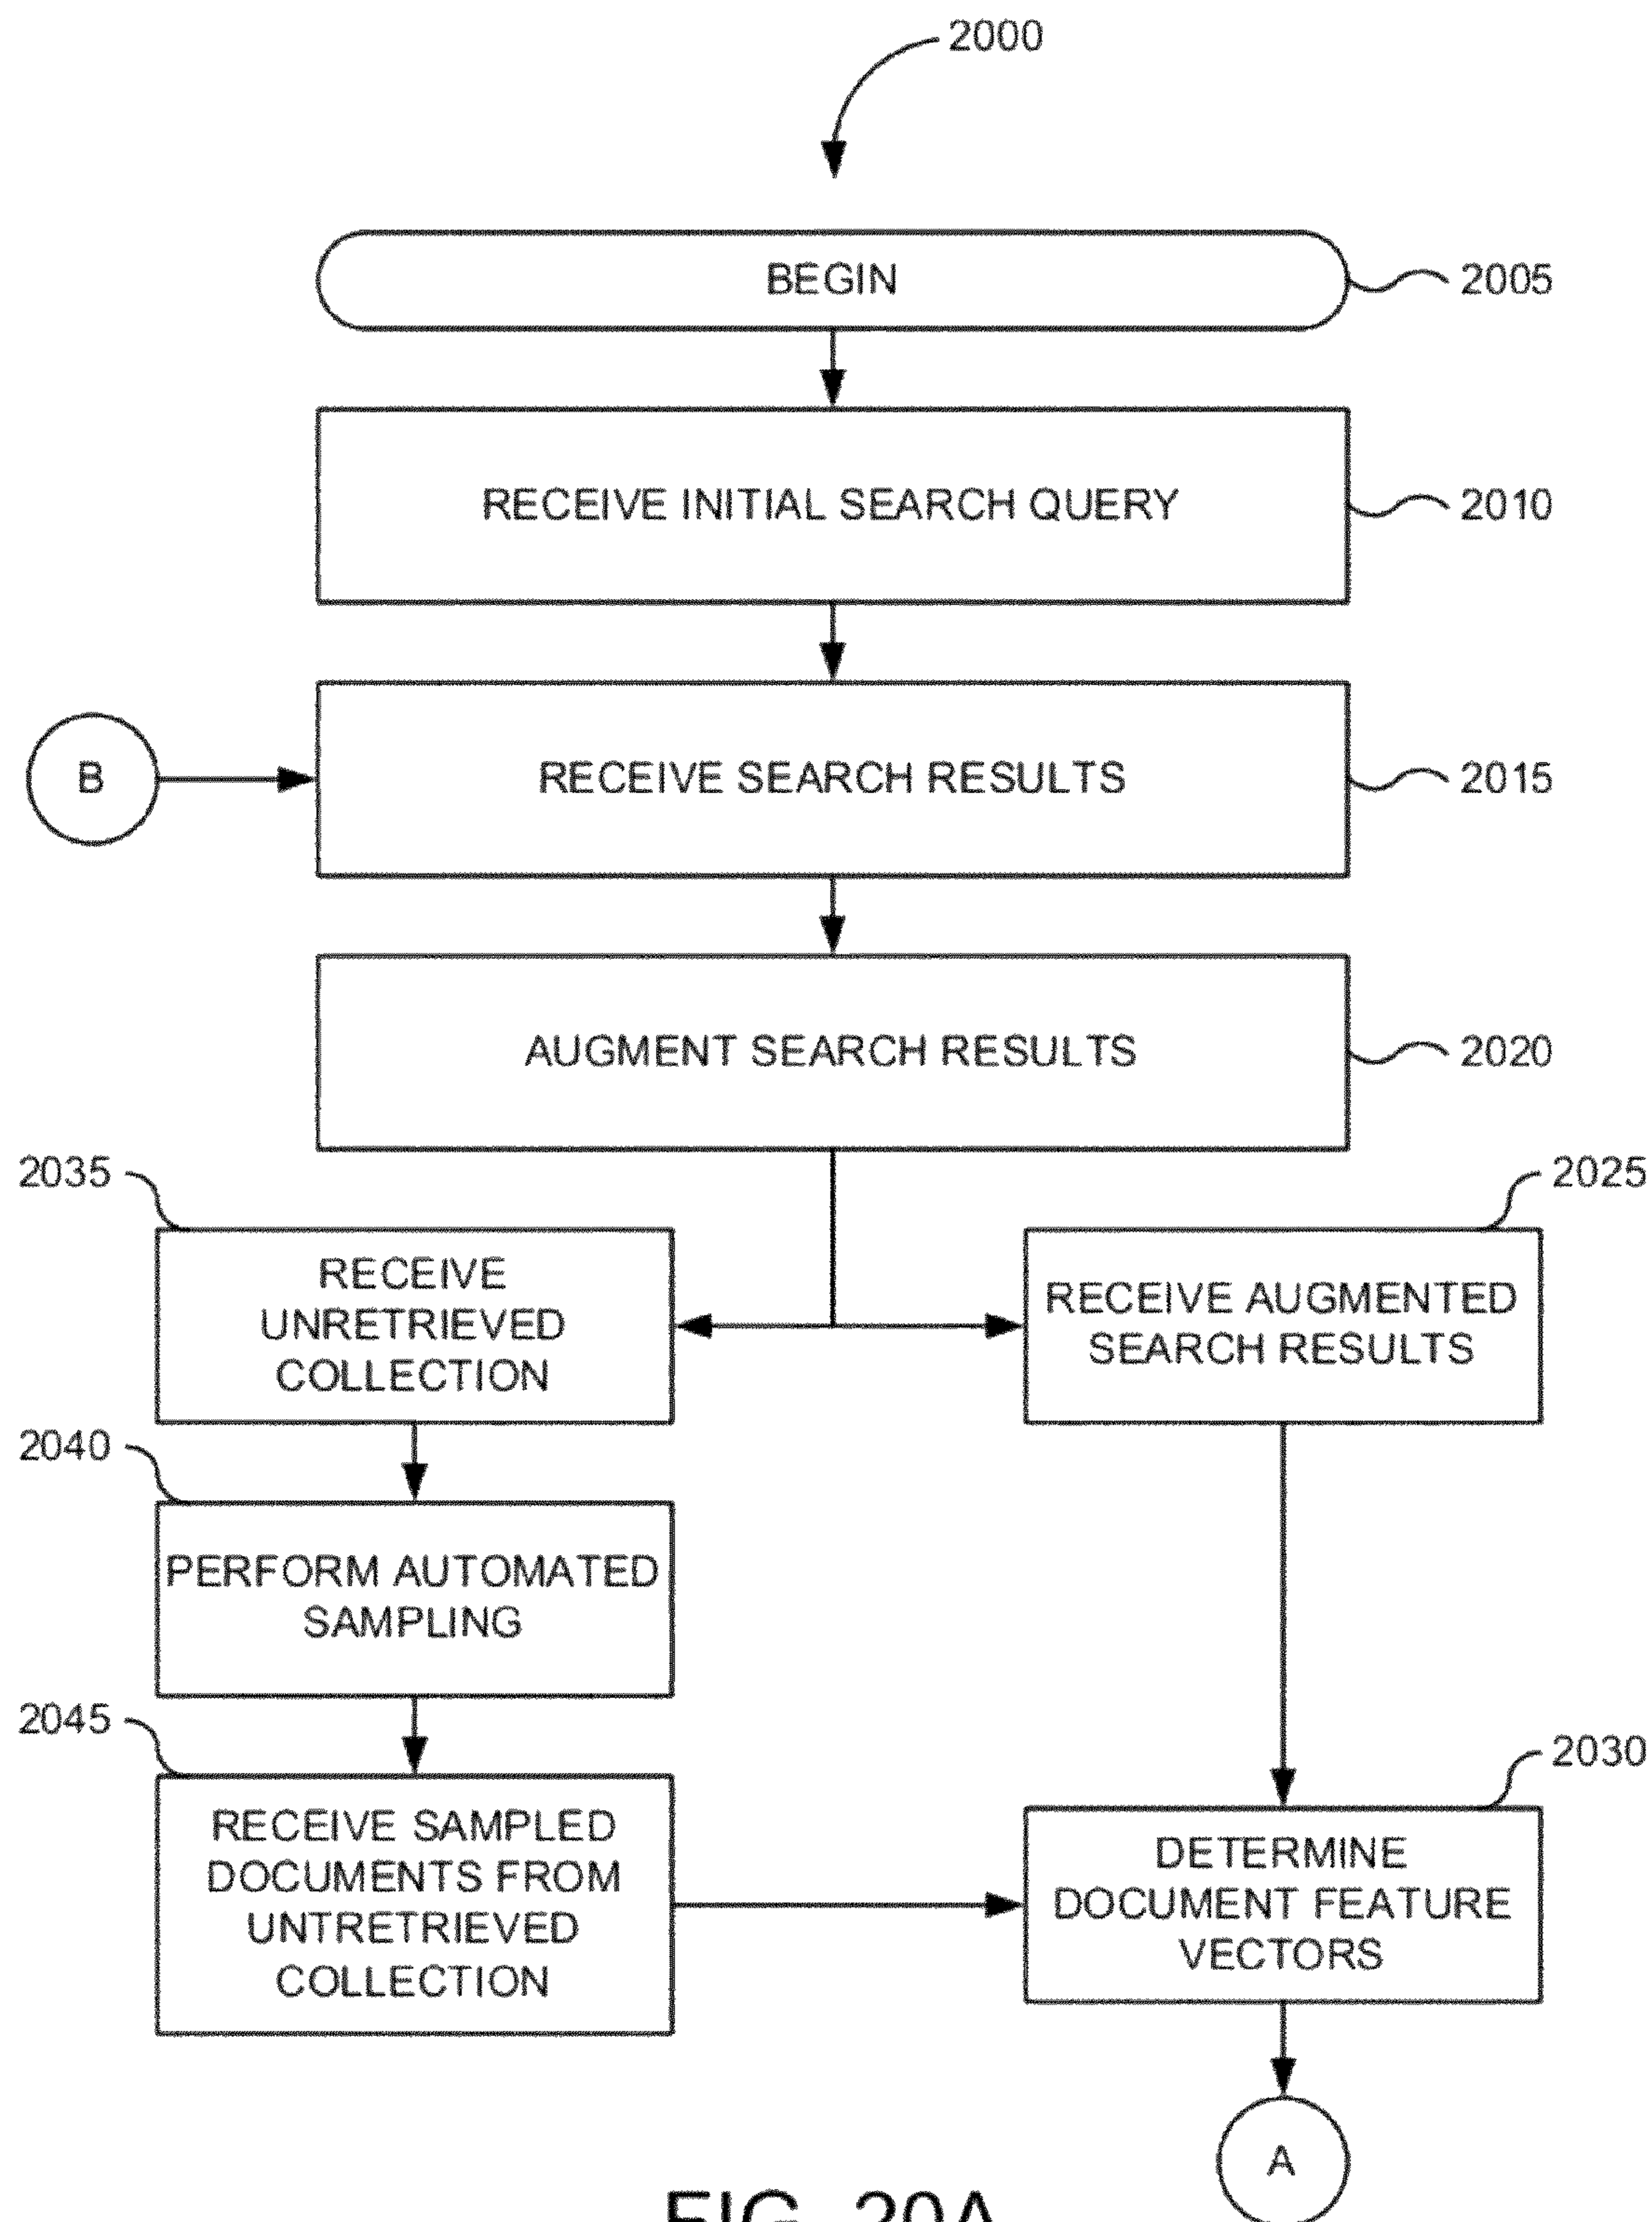 2000
BEGIN
2005
RECEIVE INITIAL SEARCH QUERY
2010
B
RECEIVE SEARCH RESULTS
2015
AUGMENT SEARCH RESULTS
2020
2035
2025
RECEIVE
UNRETRIEVED
COLLECTION
RECEIVE AUGMENTED
SEARCH RESULTS
2040
PERFORM AUTOMATED
SAMPLING
2045
2030
RECEIVE SAMPLED
DOCUMENTS FROM
UNTRETRIEVED
COLLECTION
DETERMINE
DOCUMENT FEATURE
VECTORS
A
FIG. 20A